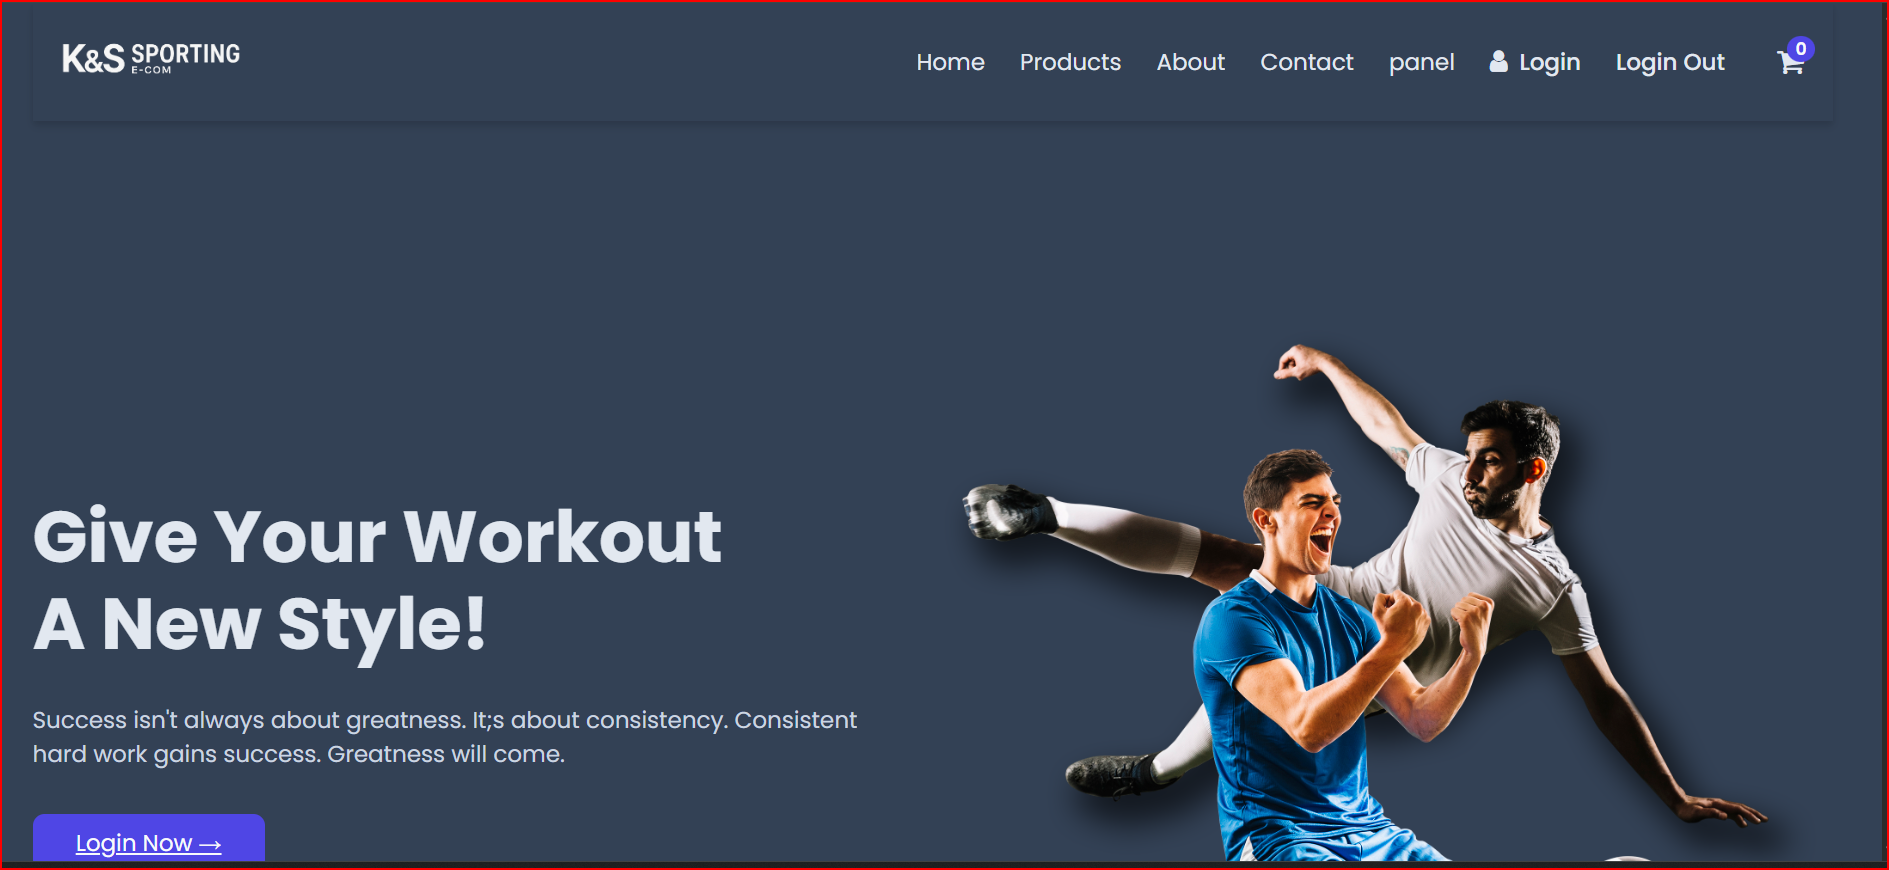 K&S SPORTING
E-COM
Home Products About Contact panel Login Login Out 0
Give Your Workout
A New Style!
Success isn't always about greatness. It;s about consistency. Consistent
hard work gains success. Greatness will come.
Login Now →